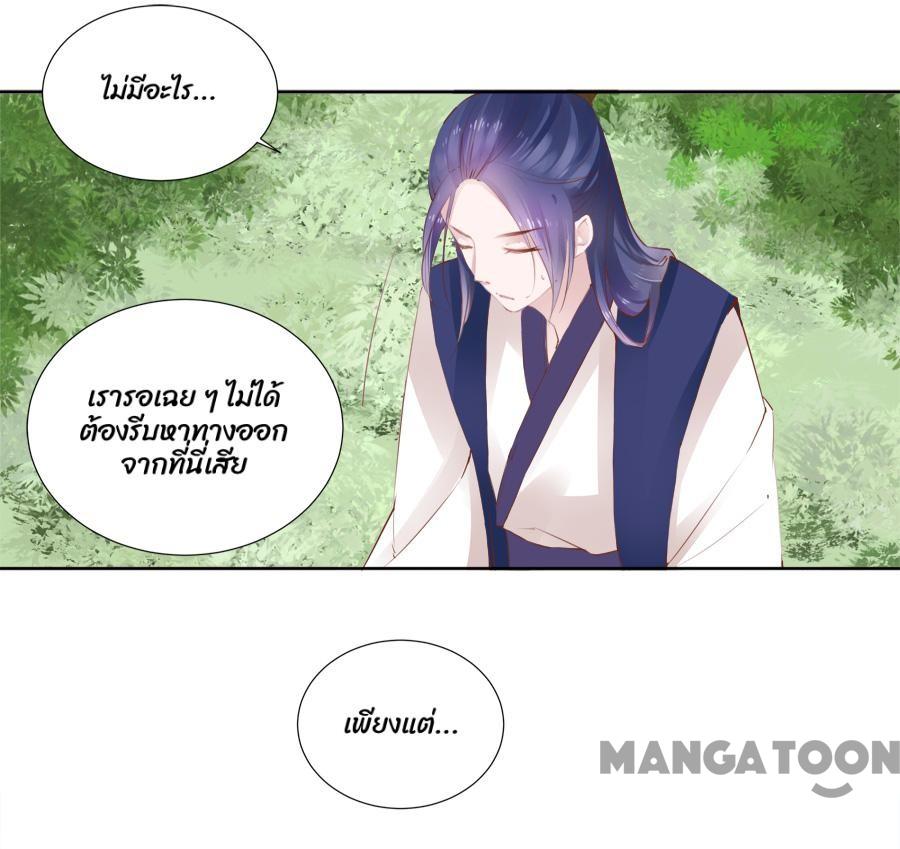 ไม่มีอะไร...
เรารอเฉย ๆ ไม่ได้
ต้องรีบหาทางออก
จากที่นี่เสีย
เพียงแต่...
MANGATOON